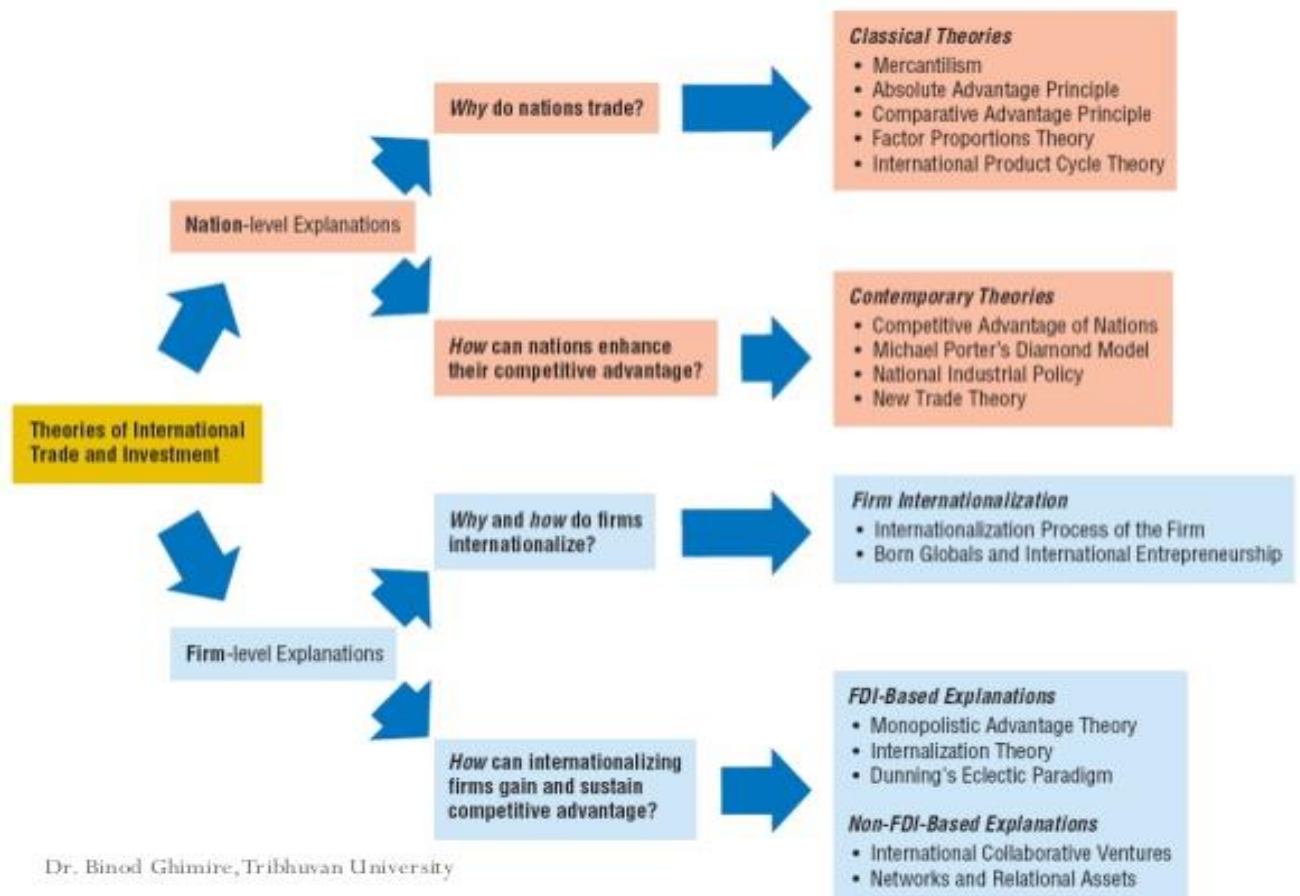 Theories of International
Trade and Investment
Nation-level Explanations
Why do nations trade?
Classical Theories
• Mercantilism
• Absolute Advantage Principle
• Comparative Advantage Principle
• Factor Proportions Theory
• International Product Cycle Theory
How can nations enhance
their competitive advantage?
Contemporary Theories
• Competitive Advantage of Nations
• Michael Porter's Diamond Model
• National Industrial Policy
• New Trade Theory
Firm-level Explanations
Why and how do firms
internationalize?
Firm Internationalization
• Internationalization Process of the Firm
• Born Globals and International Entrepreneurship
How can internationalizing
firms gain and sustain
competitive advantage?
FDI-Based Explanations
• Monopolistic Advantage Theory
• Internalization Theory
• Dunning's Eclectic Paradigm
Non-FDI-Based Explanations
• International Collaborative Ventures
• Networks and Relational Assets
Dr. Binod Ghimire, Tribhuvan University